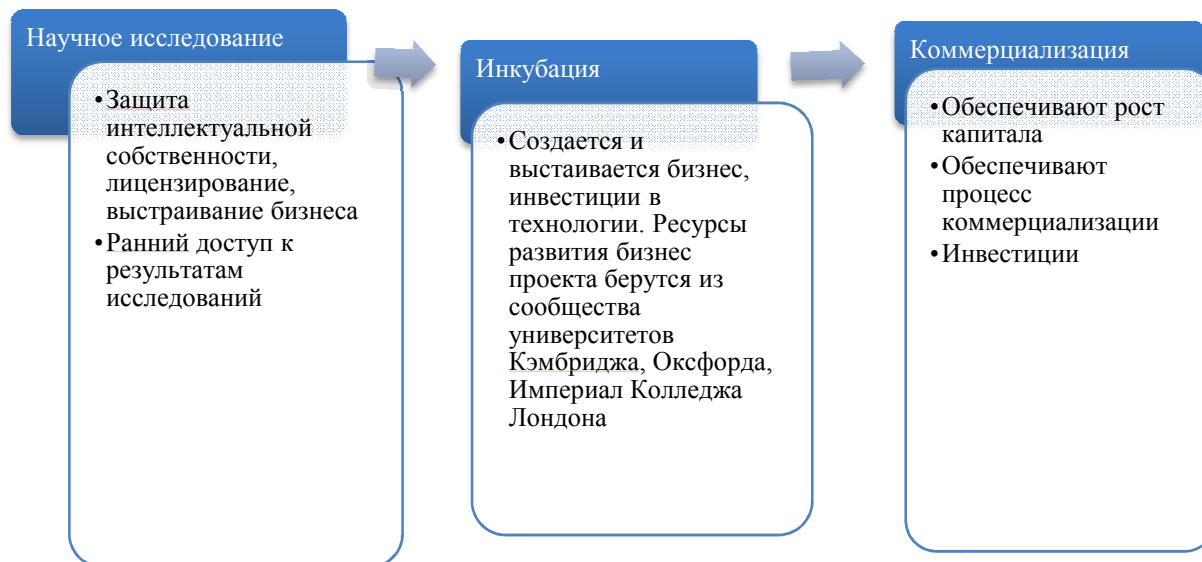 Научное исследование
•Защита
интеллектуальной
собственности,
лицензирование,
выстраивание бизнеса
•Ранний доступ к
результатам
исследований
Инкубация
•Создается и
выстаивается бизнес,
инвестиции в
технологии. Ресурсы
развития бизнес
проекта берутся из
сообщества
университетов
Кэмбриджа, Оксфорда,
Империал Колледжа
Лондона
Коммерциализация
•Обеспечивают рост
капитала
•Обеспечивают
процесс
коммерциализации
•Инвестиции